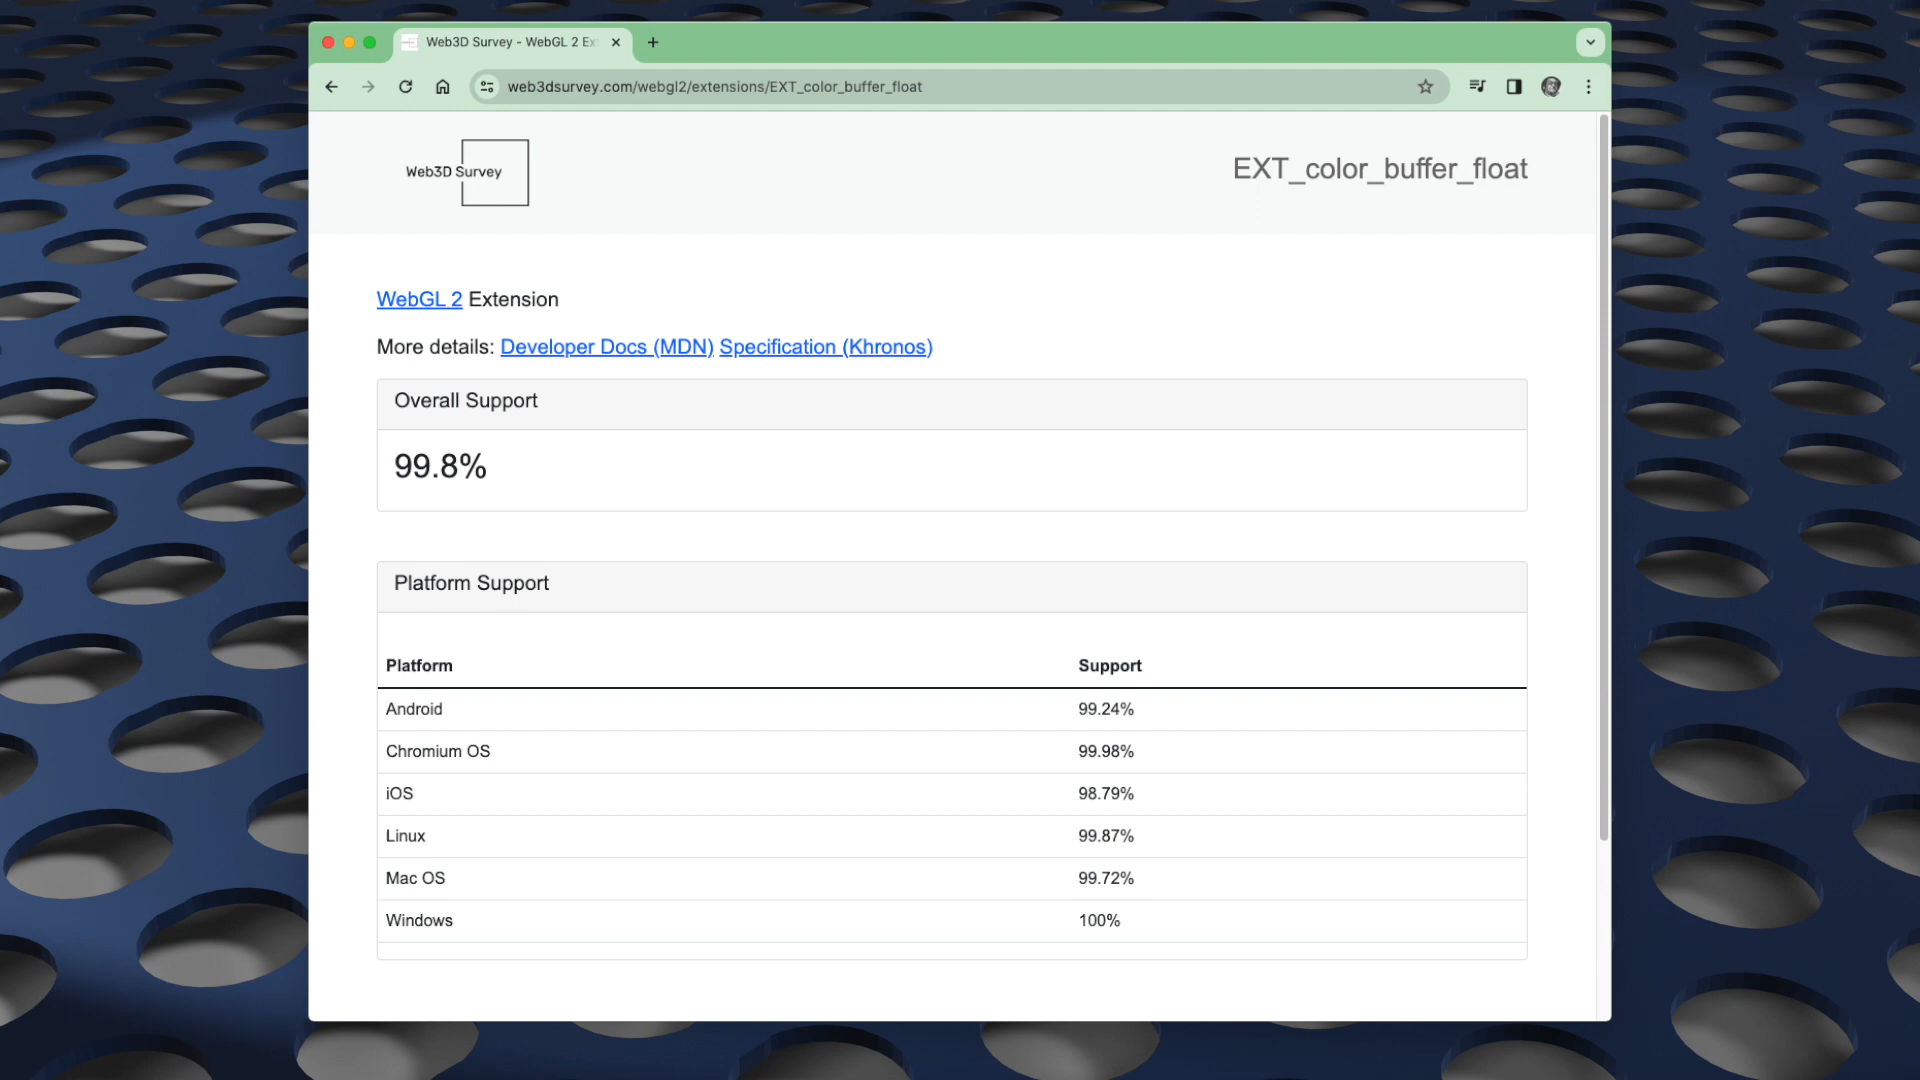 Web3D Survey - WebGL 2 Ex
web3dsurvey.com/webgl2/extensions/EXT_color_buffer_float
Web3D Survey
EXT_color_buffer_float
WebGL 2 Extension
More details: Developer Docs (MDN) Specification (Khronos)
Overall Support
99.8%
Platform Support
Platform Support
Android 99.24%
Chromium OS 99.98%
iOS 98.79%
Linux 99.87%
Mac OS 99.72%
Windows 100%